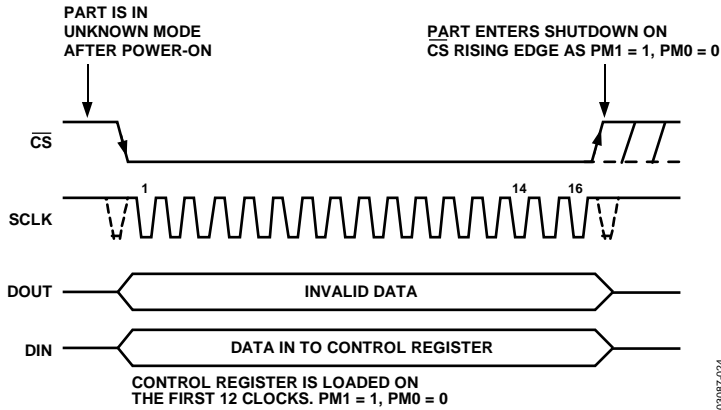 PART IS IN
UNKNOWN MODE
AFTER POWER-ON
PART ENTERS SHUTDOWN ON
CS RISING EDGE AS PM1 = 1, PM0 = 0
CS
1
14
16
SCLK
DOUT
INVALID DATA
DIN
DATA IN TO CONTROL REGISTER
CONTROL REGISTER IS LOADED ON
THE FIRST 12 CLOCKS. PM1 = 1, PM0 = 0
03087-024